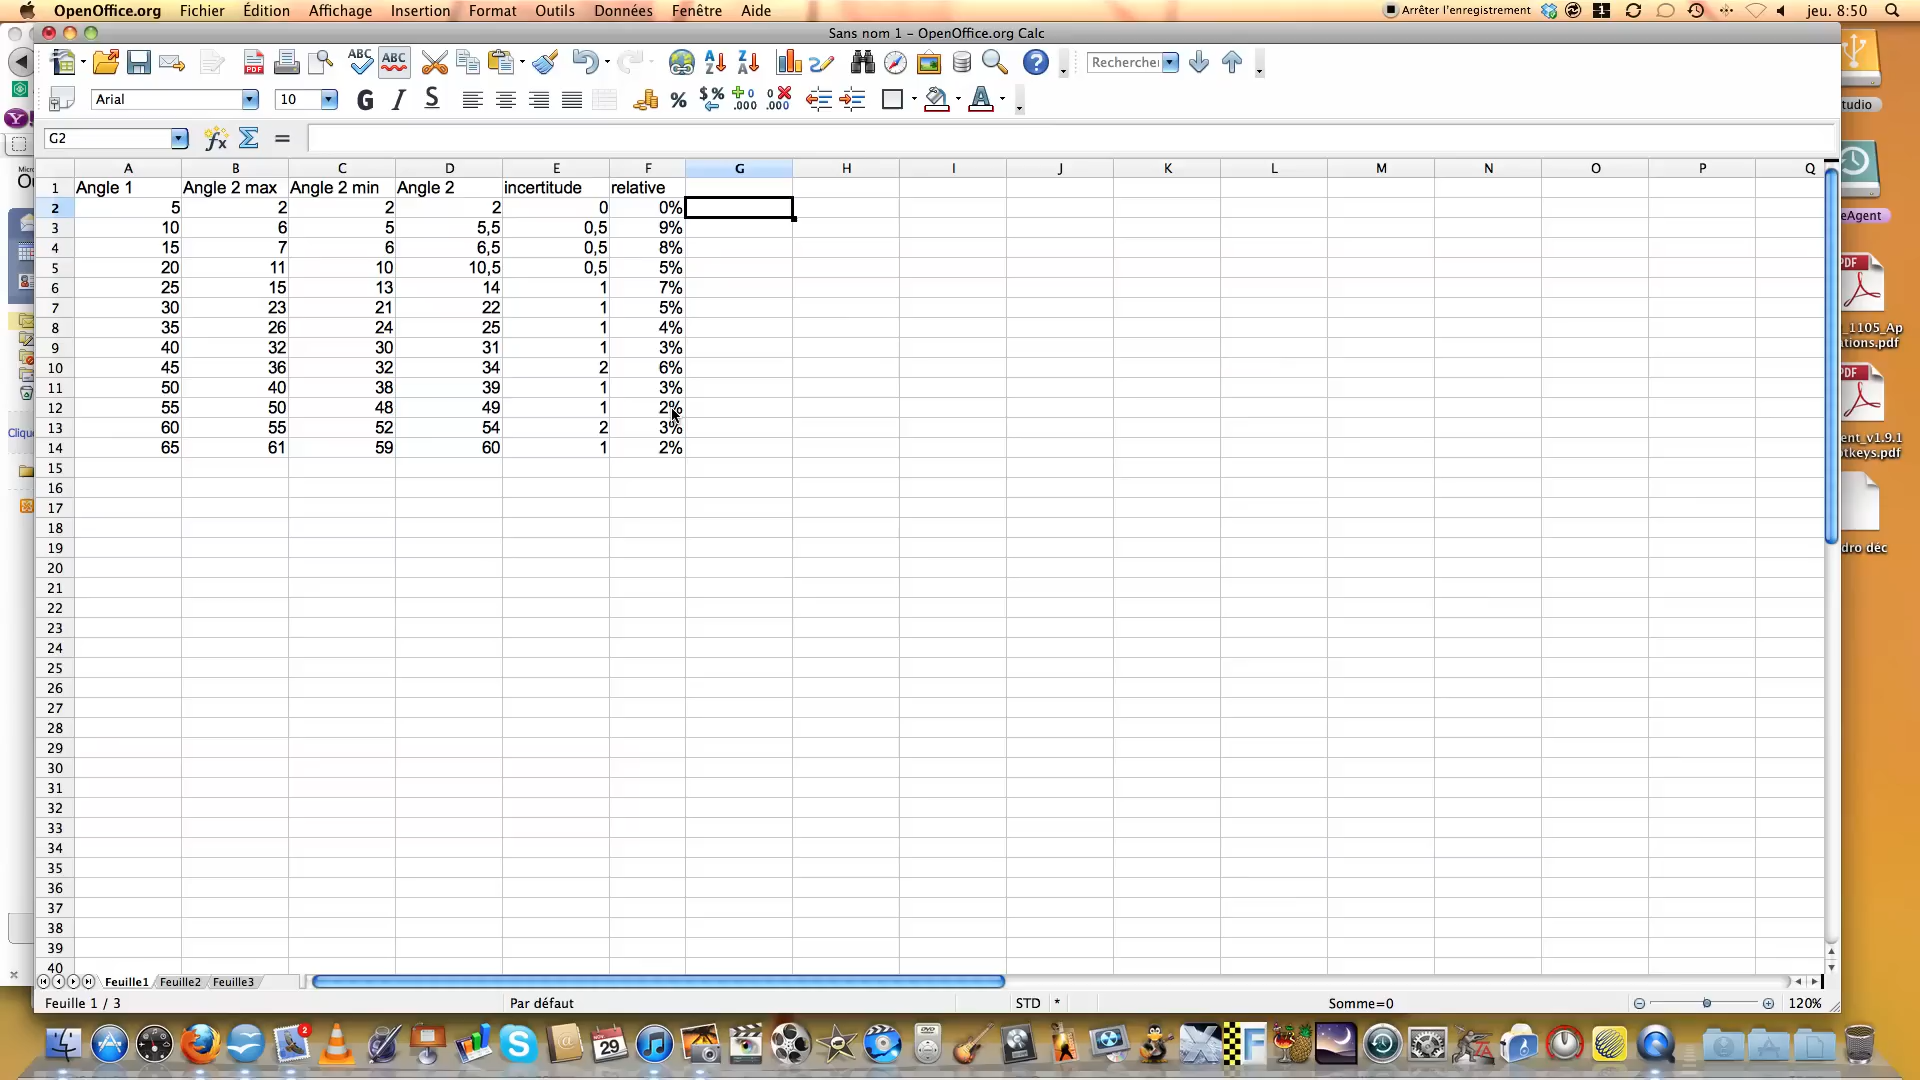 OpenOffice.org Fichier Édition Affichage Insertion Format Outils Données Fenêtre Aide Arrêter l'enregistrement jeu. 8:50
Sans nom 1 - OpenOffice.org Calc
Rechercher
tudio
Arial 10 G I S
G2
A B C D E F G H I J K L M N O P Q
1 Angle 1 Angle 2 max Angle 2 min Angle 2 incertitude relative
2 5 2 2 2 0 0%
3 10 6 5 5,5 0,5 9%
4 15 7 6 6,5 0,5 8%
5 20 11 10 10,5 0,5 5%
6 25 15 13 14 1 7%
7 30 23 21 22 1 5%
8 35 26 24 25 1 4%
9 40 32 30 31 1 3%
10 45 36 32 34 2 6%
11 50 40 38 39 1 3%
12 55 50 48 49 1 2%
13 60 55 52 54 2 3%
14 65 61 59 60 1 2%
15
16
17
18
19
20
21
22
23
24
25
26
27
28
29
30
31
32
33
34
35
36
37
38
39
40
eAgent
PDF
_1105_Ap
tions.pdf
PDF
ent_v1.9.1
otkeys.pdf
dro déc
Clique
Feuille1 Feuille2 Feuille3
Feuille 1 / 3 Par défaut STD * Somme=0 120%